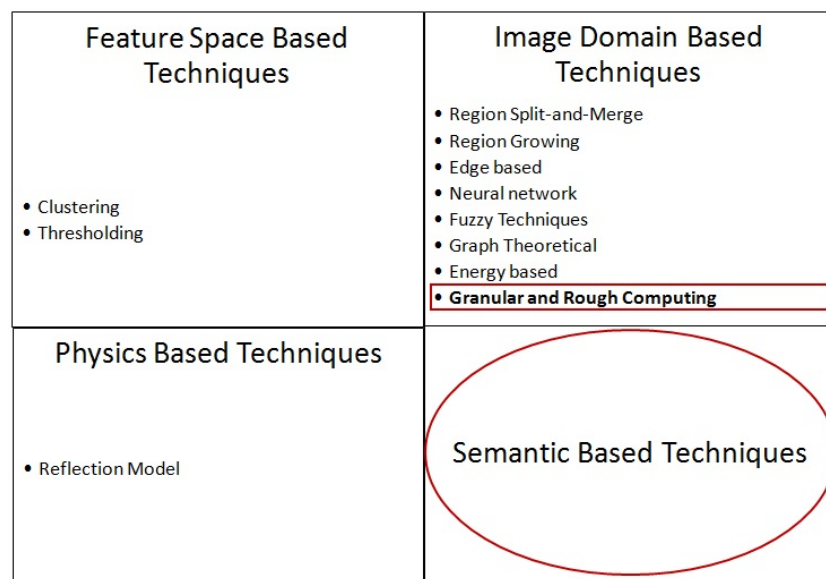 Feature Space Based
Techniques
• Clustering
• Thresholding
Image Domain Based
Techniques
• Region Split-and-Merge
• Region Growing
• Edge based
• Neural network
• Fuzzy Techniques
• Graph Theoretical
• Energy based
• Granular and Rough Computing
Physics Based Techniques
• Reflection Model
Semantic Based Techniques